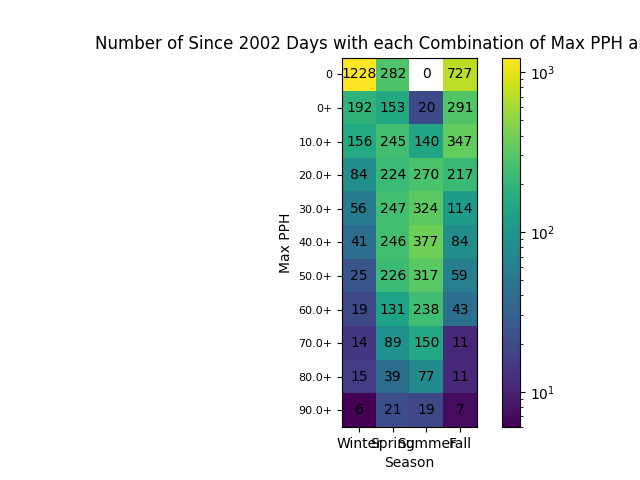 Number of Since 2002 Days with each Combination of Max PPH a
0 1228 282 0 727
0+ 192 153 20 291
10.0+ 156 245 140 347
20.0+ 84 224 270 217
30.0+ 56 247 324 114
40.0+ 41 246 377 84
50.0+ 25 226 317 59
60.0+ 19 131 238 43
70.0+ 14 89 150 11
80.0+ 15 39 77 11
90.0+ 6 21 19 7
Winter Spring Summer Fall
Season
Max PPH
10³
10²
10¹